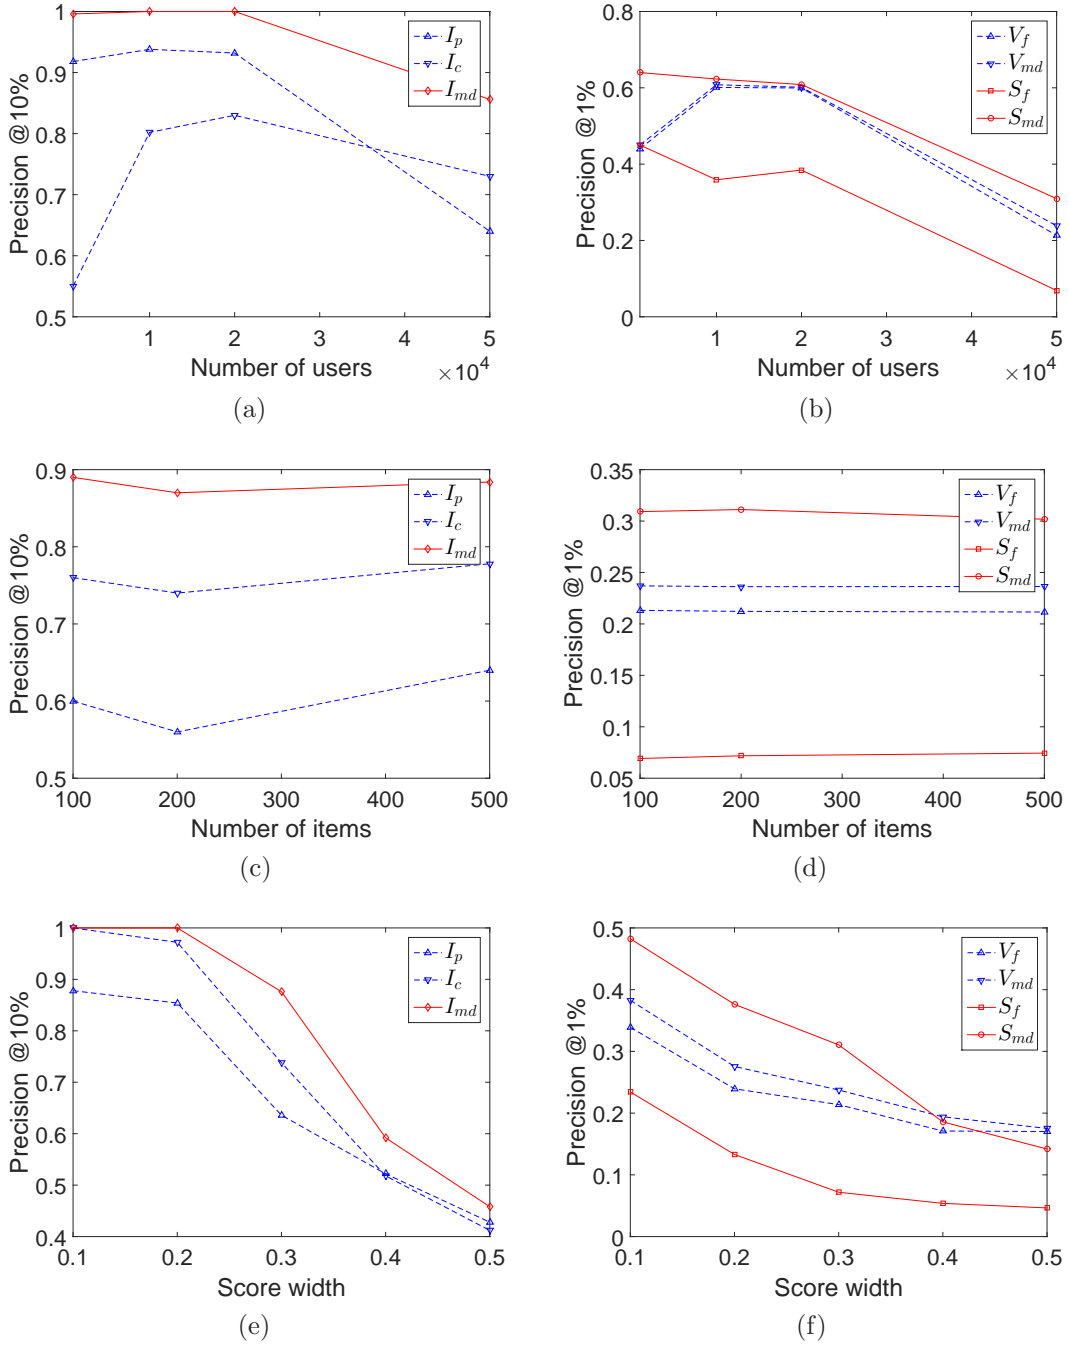 1
0.9
0.8
0.7
0.6
0.5
Precision @10%
1
2
3
4
5
Number of users
×10^4
I_p
I_c
I_md
(a)
0.8
0.6
0.4
0.2
0
Precision @1%
1
2
3
4
5
Number of users
×10^4
V_f
V_md
S_f
S_md
(b)
0.9
0.8
0.7
0.6
0.5
Precision @10%
100 200 300 400 500
Number of items
I_p
I_c
I_md
(c)
0.35
0.3
0.25
0.2
0.15
0.1
0.05
Precision @1%
100 200 300 400 500
Number of items
V_f
V_md
S_f
S_md
(d)
1
0.9
0.8
0.7
0.6
0.5
0.4
Precision @10%
0.1 0.2 0.3 0.4 0.5
Score width
I_p
I_c
I_md
(e)
0.5
0.4
0.3
0.2
0.1
0
Precision @1%
0.1 0.2 0.3 0.4 0.5
Score width
V_f
V_md
S_f
S_md
(f)